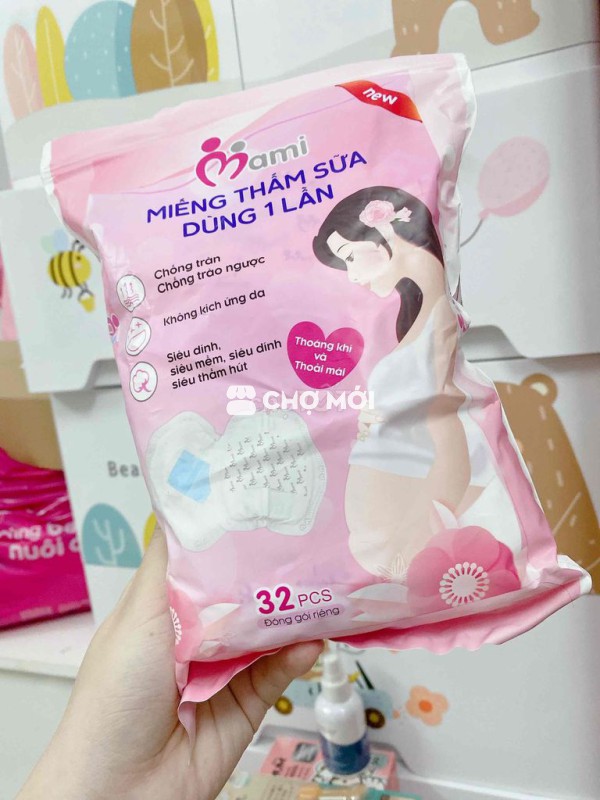 new
Mami
MIẾNG THẤM SỮA
DÙNG 1 LẦN
Chống tràn
Chống trào ngược
Không kích ứng da
Siêu dính,
siêu mềm, siêu dính
siêu thấm hút
Thoáng khí
và
Thoải mái
CHỢ MỚI
32 PCS
Đóng gói riêng
Bea
nuôi